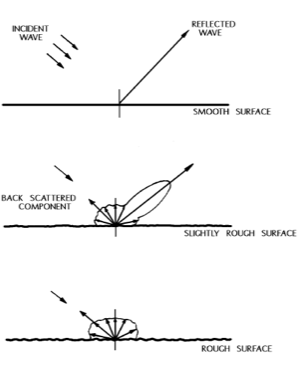 INCIDENT
WAVE
REFLECTED
WAVE
SMOOTH SURFACE
BACK SCATTERED
COMPONENT
SLIGHTLY ROUGH SURFACE
ROUGH SURFACE